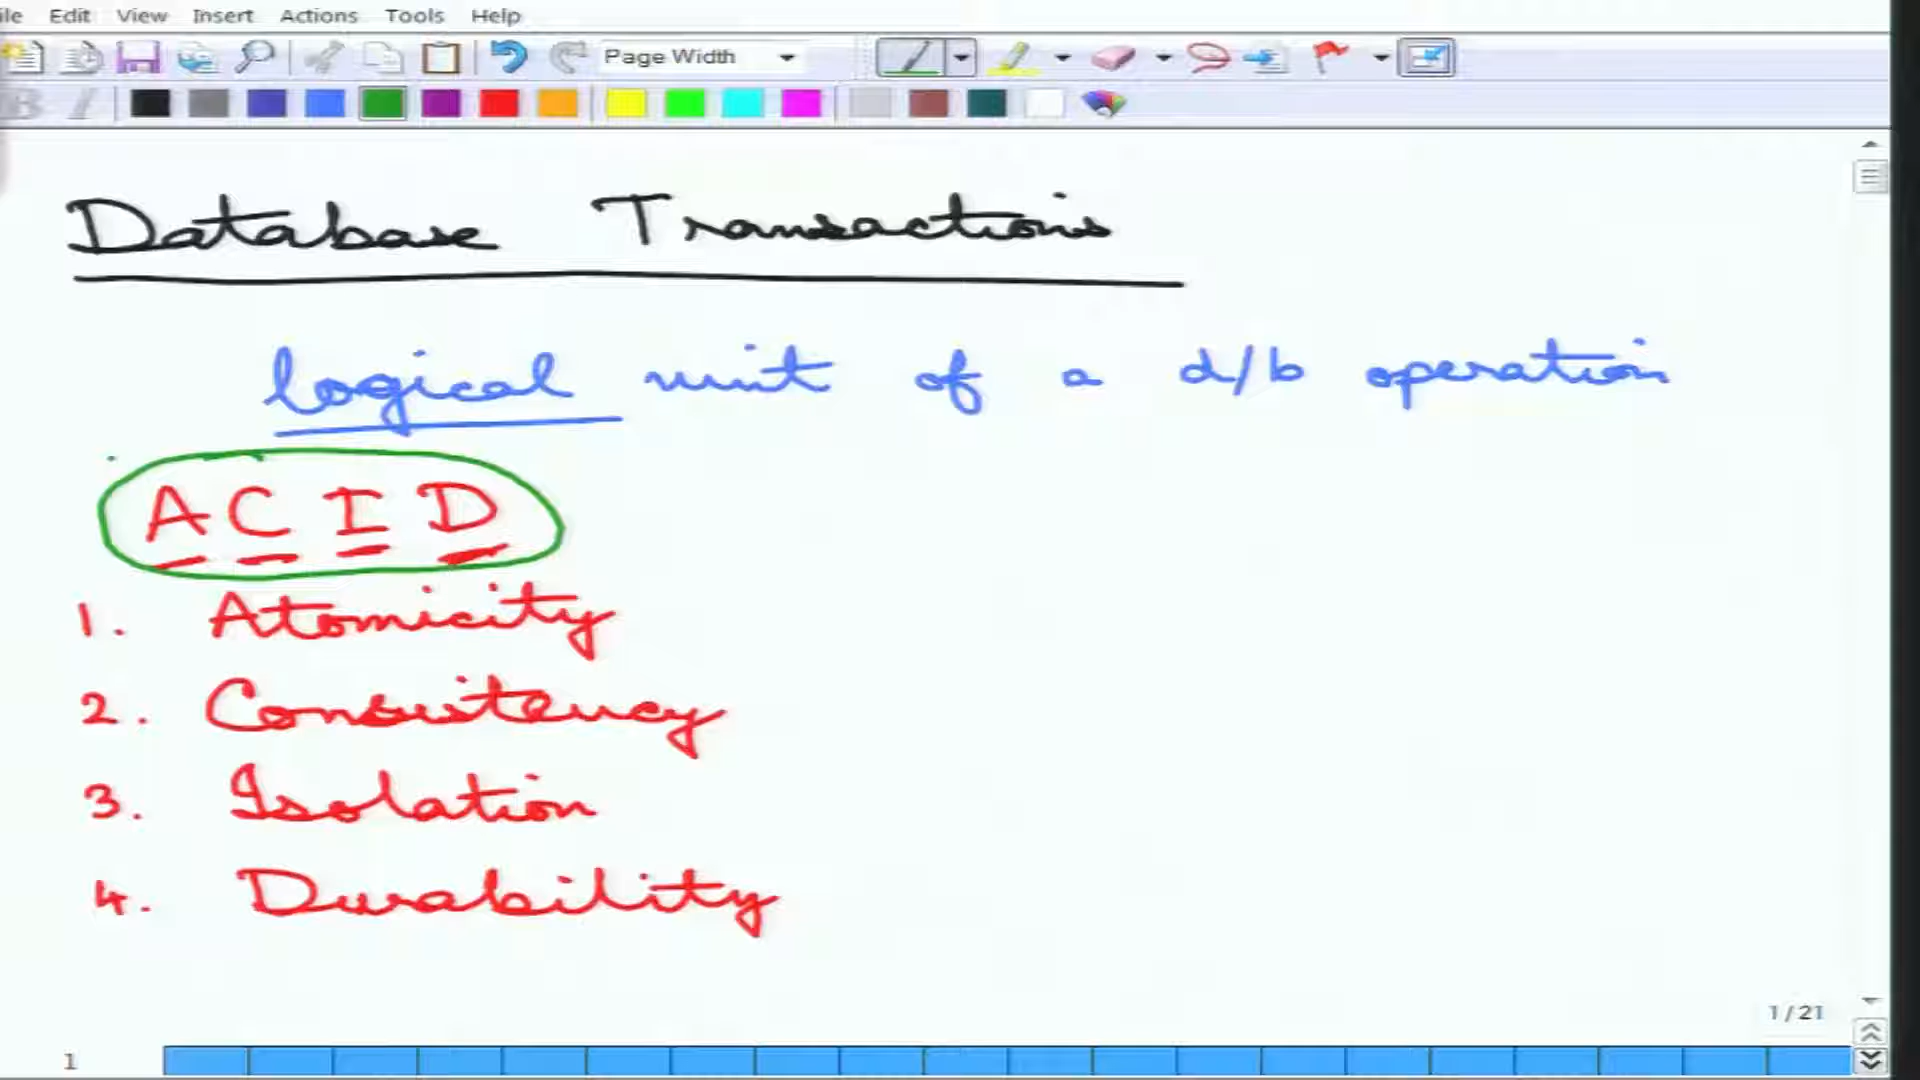 ile Edit View Insert Actions Tools Help
Page Width
B I
Database Transactions
logical unit of a d/b operation
A C I D
1. Atomicity
2. Consistency
3. Isolation
4. Durability
1 / 21
1